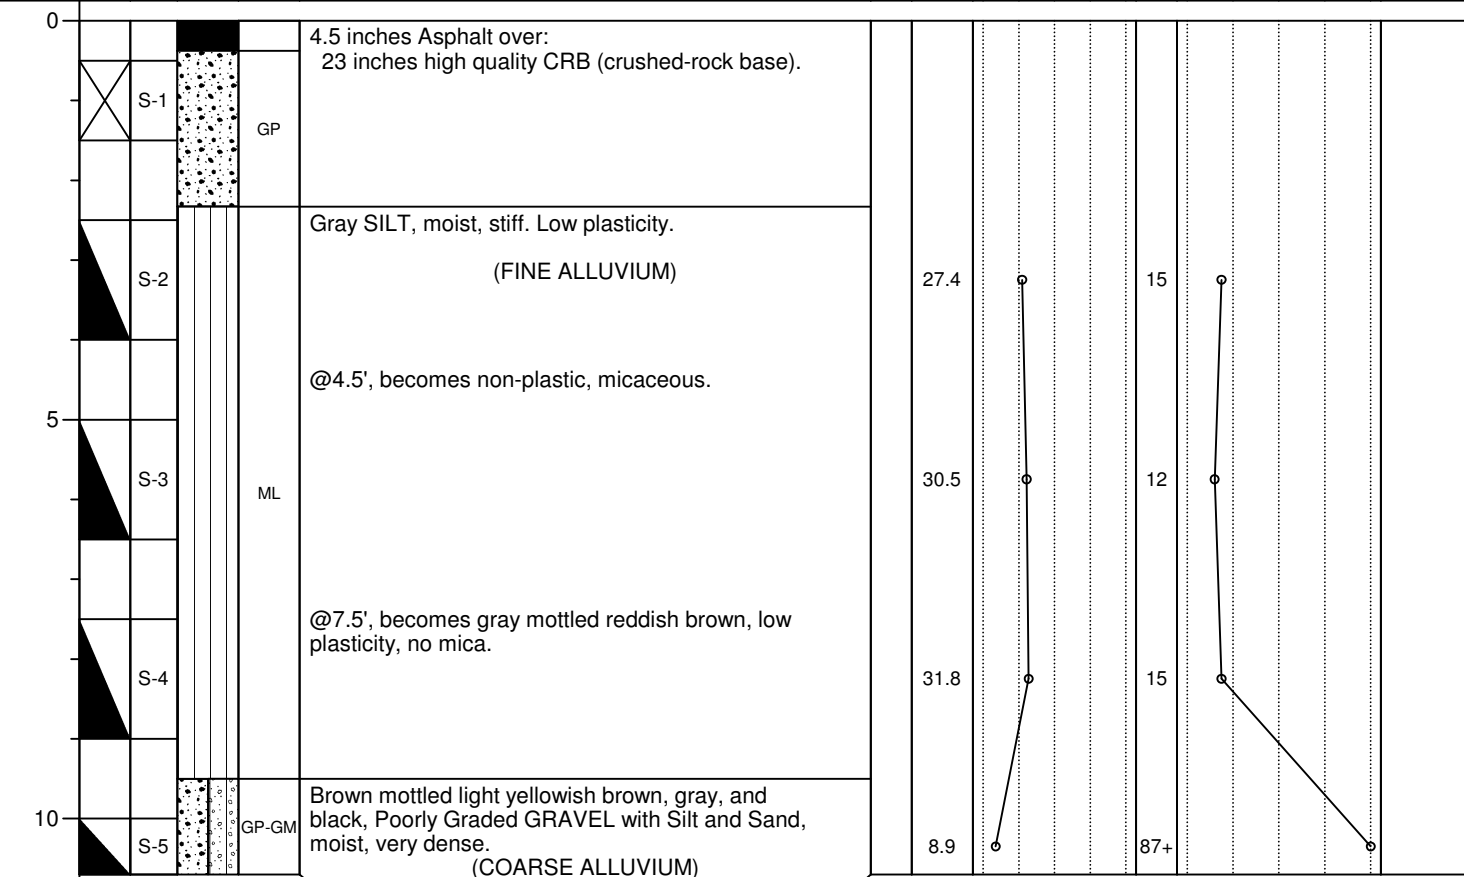 0
4.5 inches Asphalt over:
23 inches high quality CRB (crushed-rock base).
S-1
GP
Gray SILT, moist, stiff. Low plasticity.
(FINE ALLUVIUM)
S-2
27.4
15
@4.5', becomes non-plastic, micaceous.
5
S-3
ML
30.5
12
@7.5', becomes gray mottled reddish brown, low
plasticity, no mica.
S-4
31.8
15
Brown mottled light yellowish brown, gray, and
black, Poorly Graded GRAVEL with Silt and Sand,
moist, very dense.
(COARSE ALLUVIUM)
10
S-5
GP-GM
8.9
87+